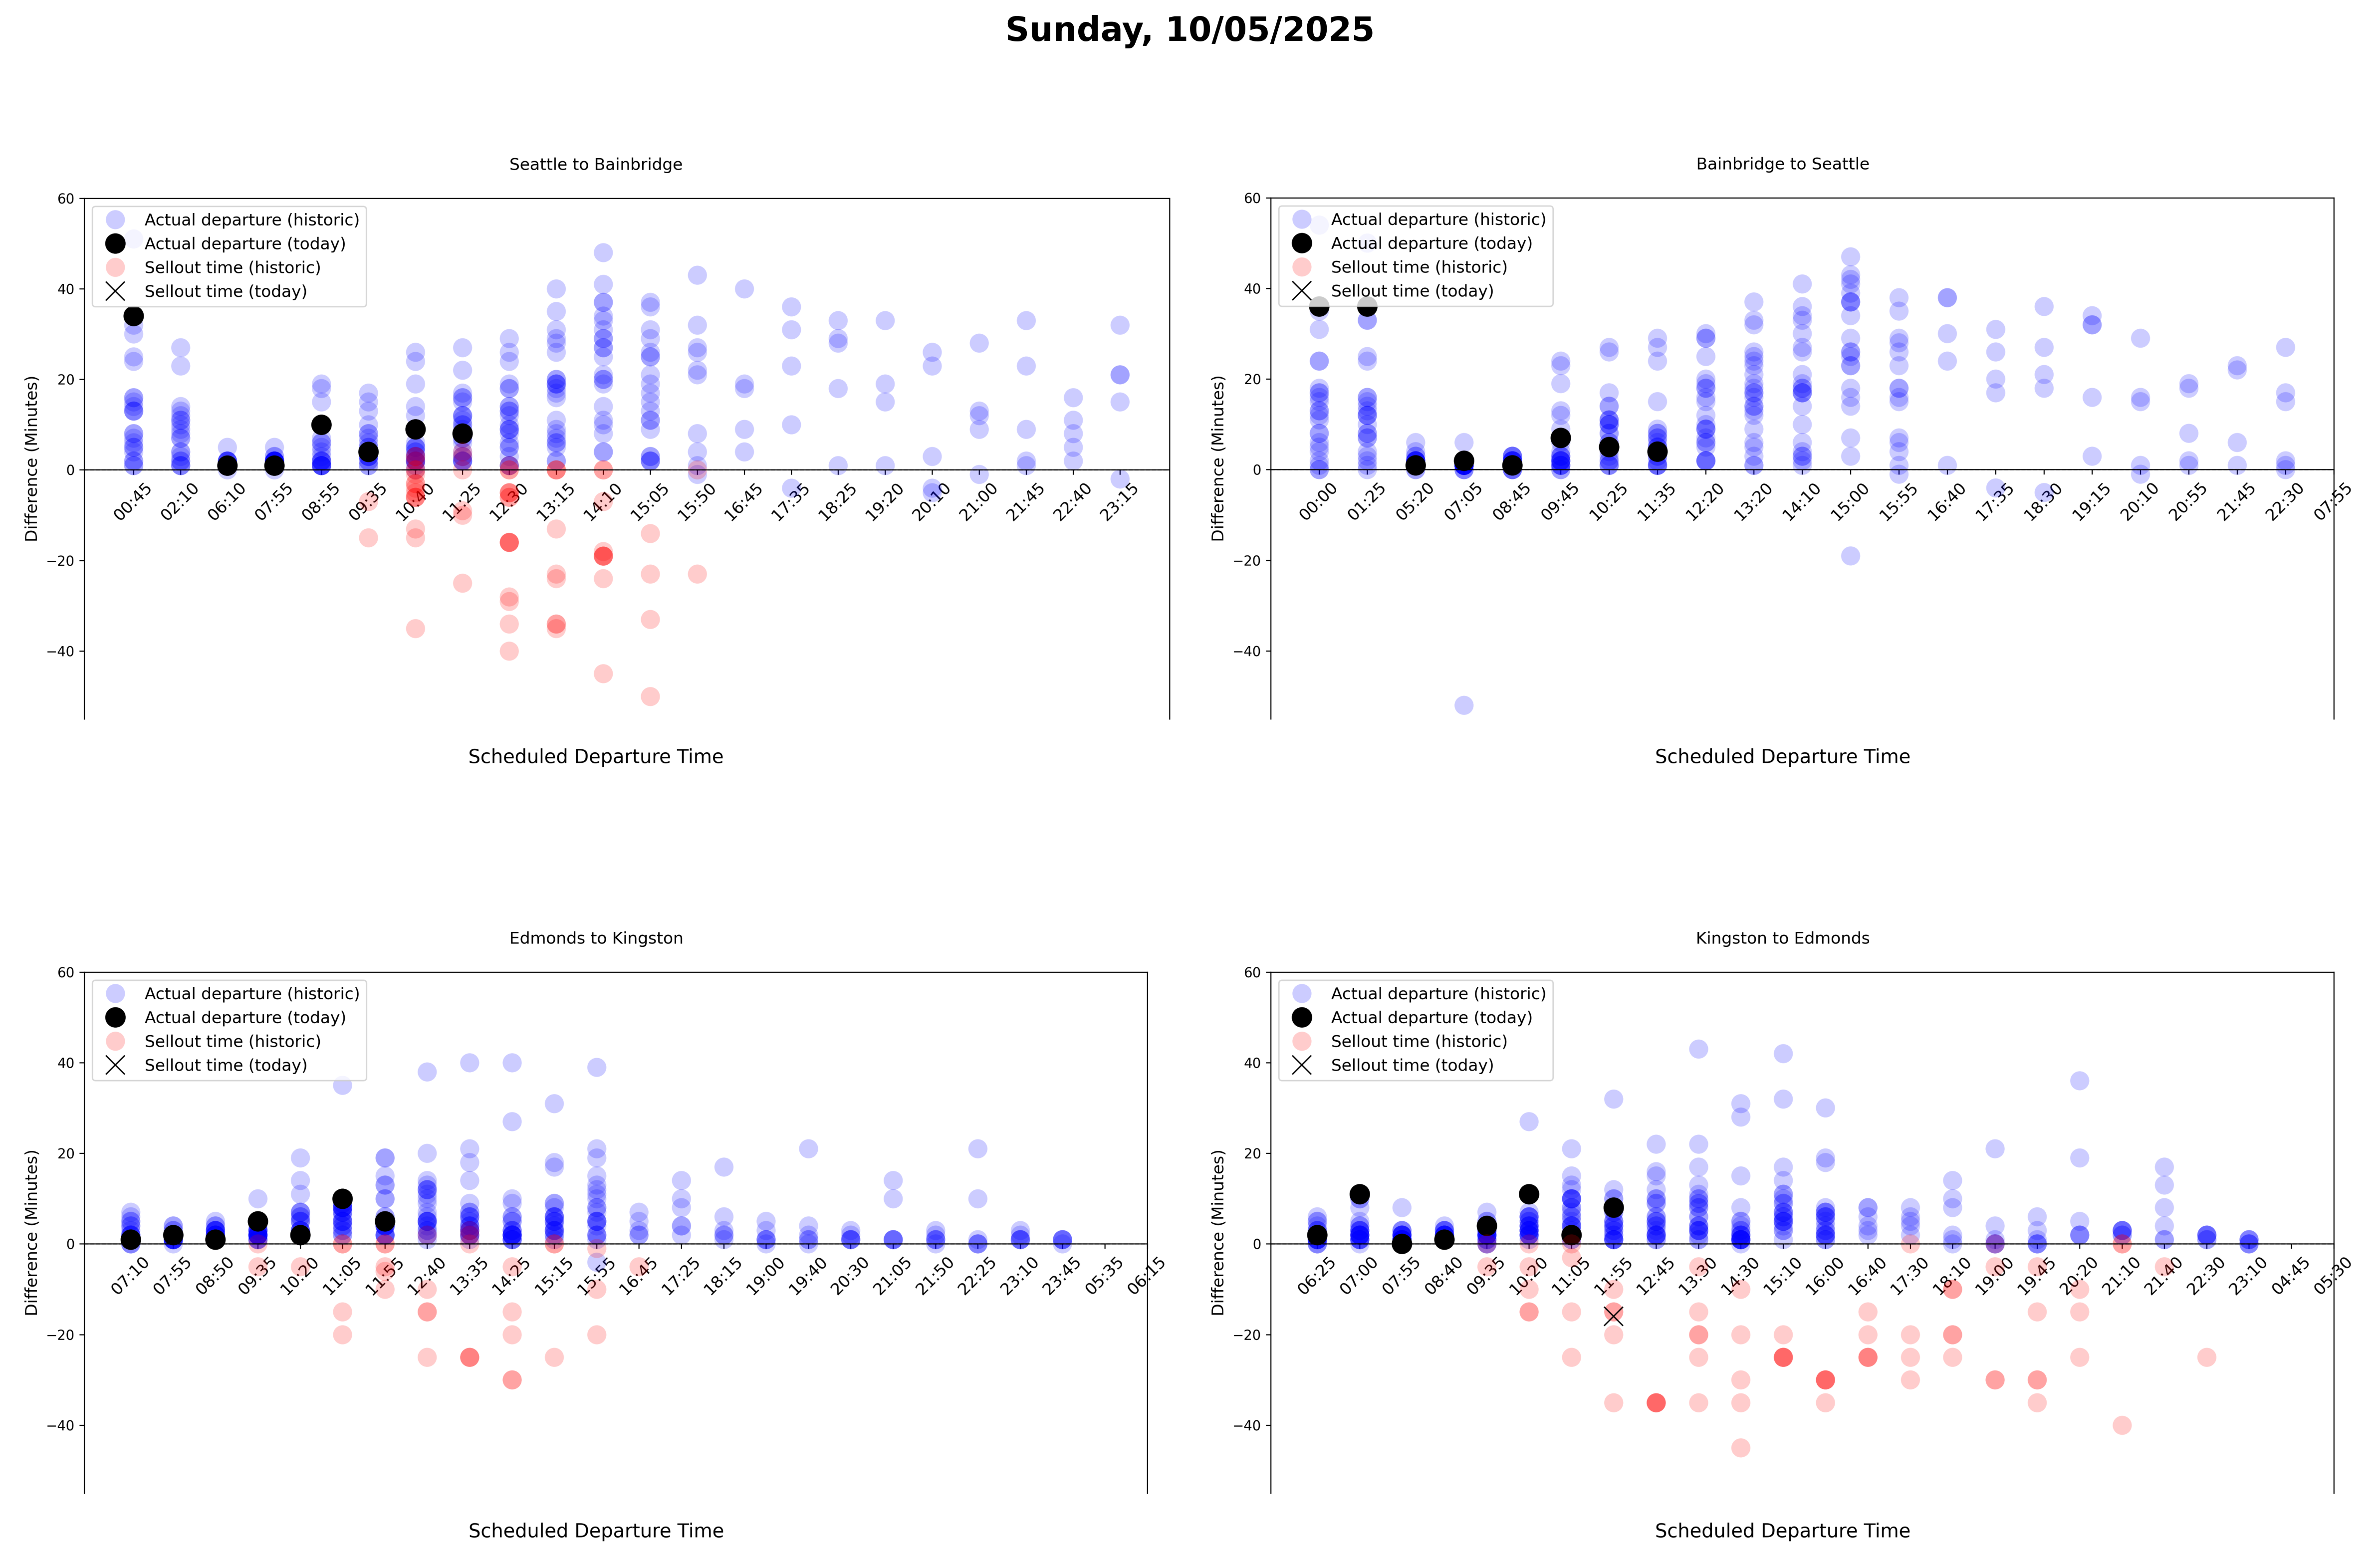 Sunday, 10/05/2025
Seattle to Bainbridge
60
40
20
0
−20
−40
Difference (Minutes)
Actual departure (historic)
Actual departure (today)
Sellout time (historic)
Sellout time (today)
00:45 02:10 06:10 07:55 08:55 09:35 10:40 11:25 12:30 13:15 14:10 15:05 15:50 16:45 17:35 18:25 19:20 20:10 21:00 21:45 22:40 23:15
Scheduled Departure Time
Bainbridge to Seattle
60
40
20
0
−20
−40
Difference (Minutes)
Actual departure (historic)
Actual departure (today)
Sellout time (historic)
Sellout time (today)
00:00 01:25 05:20 07:05 08:45 09:45 10:25 11:35 12:20 13:20 14:10 15:00 15:55 16:40 17:35 18:30 19:15 20:10 20:55 21:45 22:30 07:55
Scheduled Departure Time
Edmonds to Kingston
60
40
20
0
−20
−40
Difference (Minutes)
Actual departure (historic)
Actual departure (today)
Sellout time (historic)
Sellout time (today)
07:10 07:55 08:50 09:35 10:20 11:05 11:55 12:40 13:35 14:25 15:15 15:55 16:45 17:25 18:15 19:00 19:40 20:30 21:05 21:50 22:25 23:10 23:45 05:35 06:15
Scheduled Departure Time
Kingston to Edmonds
60
40
20
0
−20
−40
Difference (Minutes)
Actual departure (historic)
Actual departure (today)
Sellout time (historic)
Sellout time (today)
06:25 07:00 07:55 08:40 09:35 10:20 11:05 11:55 12:45 13:30 14:30 15:10 16:00 16:40 17:30 18:10 19:00 19:45 20:20 21:10 21:40 22:30 23:10 04:45 05:30
Scheduled Departure Time